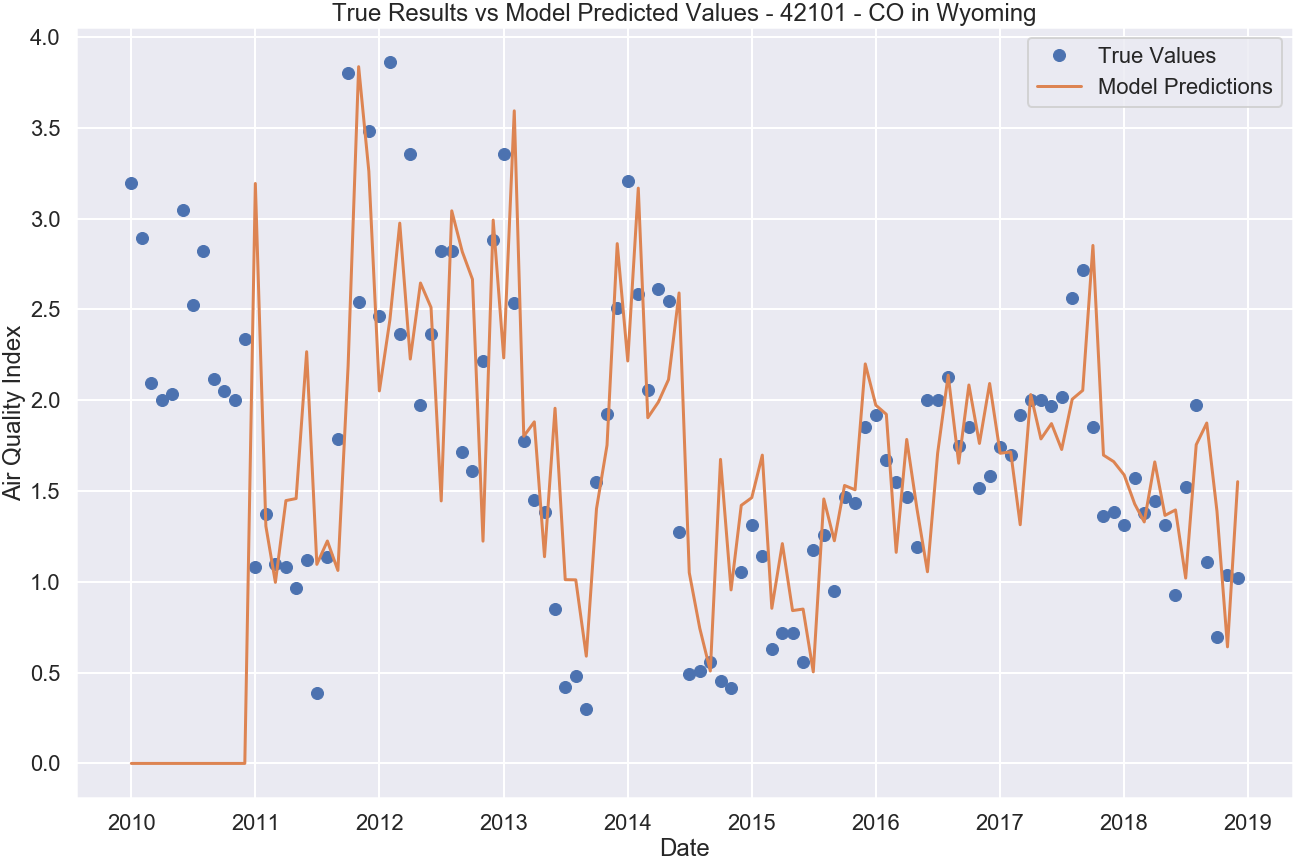 True Results vs Model Predicted Values - 42101 - CO in Wyoming
True Values
Model Predictions
Air Quality Index
4.0
3.5
3.0
2.5
2.0
1.5
1.0
0.5
0.0
2010 2011 2012 2013 2014 2015 2016 2017 2018 2019
Date